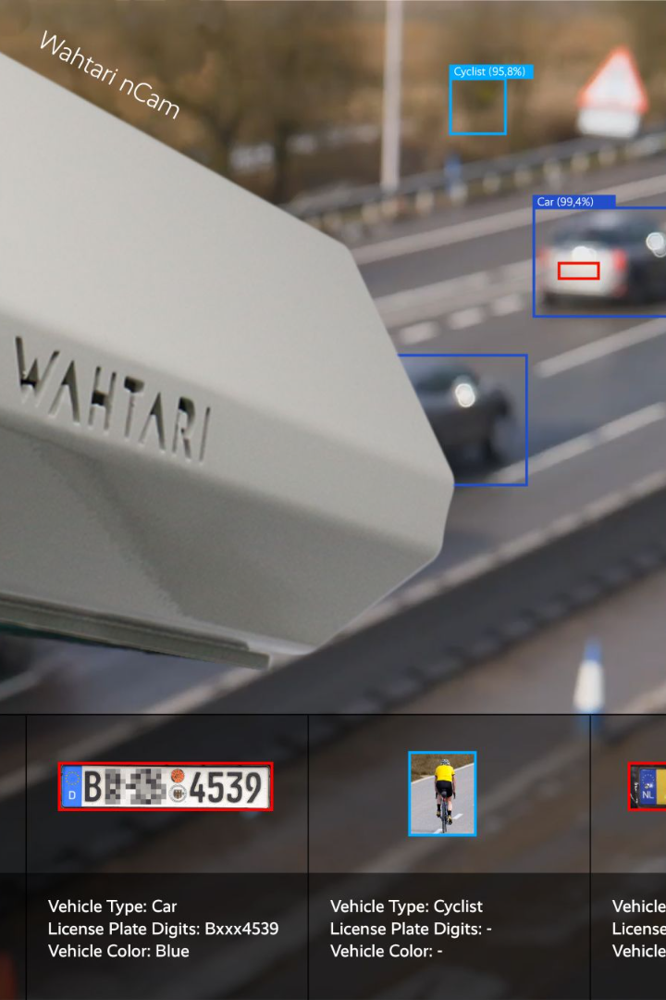 Wahtari nCam
Cyclist (95,8%)
Car (99,4%)
WAHTARI
D
B 4539
NL
Vehicle Type: Car
License Plate Digits: Bxxx4539
Vehicle Color: Blue
Vehicle Type: Cyclist
License Plate Digits: -
Vehicle Color: -
Vehicle
License
Vehicle